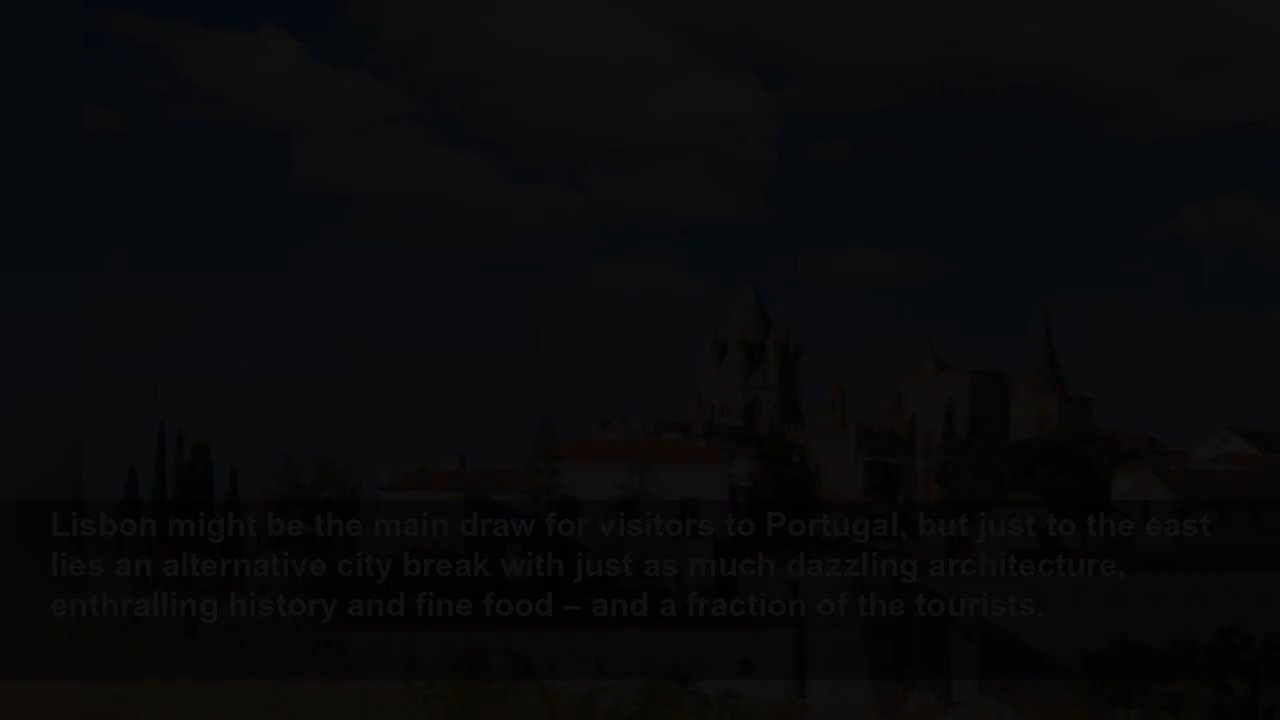 Lisbon might be the main draw for visitors to Portugal, but just to the east
lies an alternative city break with just as much dazzling architecture,
enthralling history and fine food – and a fraction of the tourists.